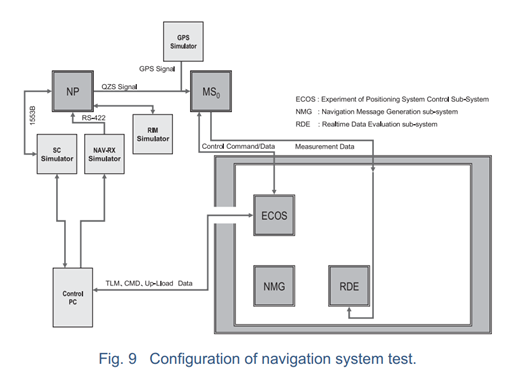 GPS
Simulator
GPS Signal
NP
QZS Signal
MS0
ECOS : Experiment of Positioning System Control Sub-System
NMG : Navigation Message Generation sub-system
RDE : Realtime Data Evaluation sub-system
1553B
RS-422
RIM
Simulator
SC
Simulator
NAV-RX
Simulator
Control Command/Data
Measurement Data
ECOS
NMG
RDE
TLM, CMD, Up-Lload Data
Control
PC
Fig. 9 Configuration of navigation system test.